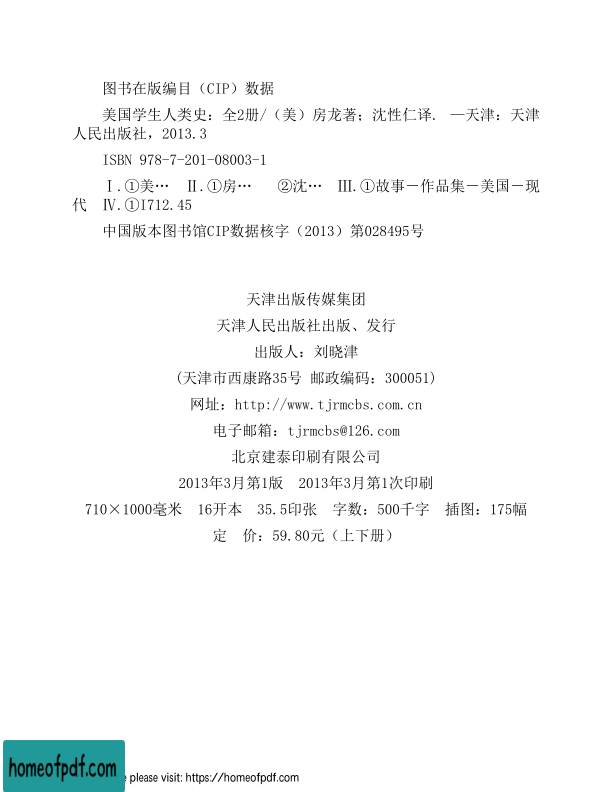 图书在版编目（CIP）数据
美国学生人类史：全2册/（美）房龙著；沈性仁译. —天津：天津
人民出版社，2013.3
ISBN 978-7-201-08003-1
Ⅰ.①美… Ⅱ.①房… ②沈… Ⅲ.①故事－作品集－美国－现
代 Ⅳ.①I712.45
中国版本图书馆CIP数据核字（2013）第028495号
天津出版传媒集团
天津人民出版社出版、发行
出版人：刘晓津
(天津市西康路35号 邮政编码：300051)
网址：http://www.tjrmcbs.com.cn
电子邮箱：tjrmcbs@126.com
北京建泰印刷有限公司
2013年3月第1版 2013年3月第1次印刷
710×1000毫米 16开本 35.5印张 字数：500千字 插图：175幅
定 价：59.80元（上下册）
homeofpdf.com
e please visit: https://homeofpdf.com